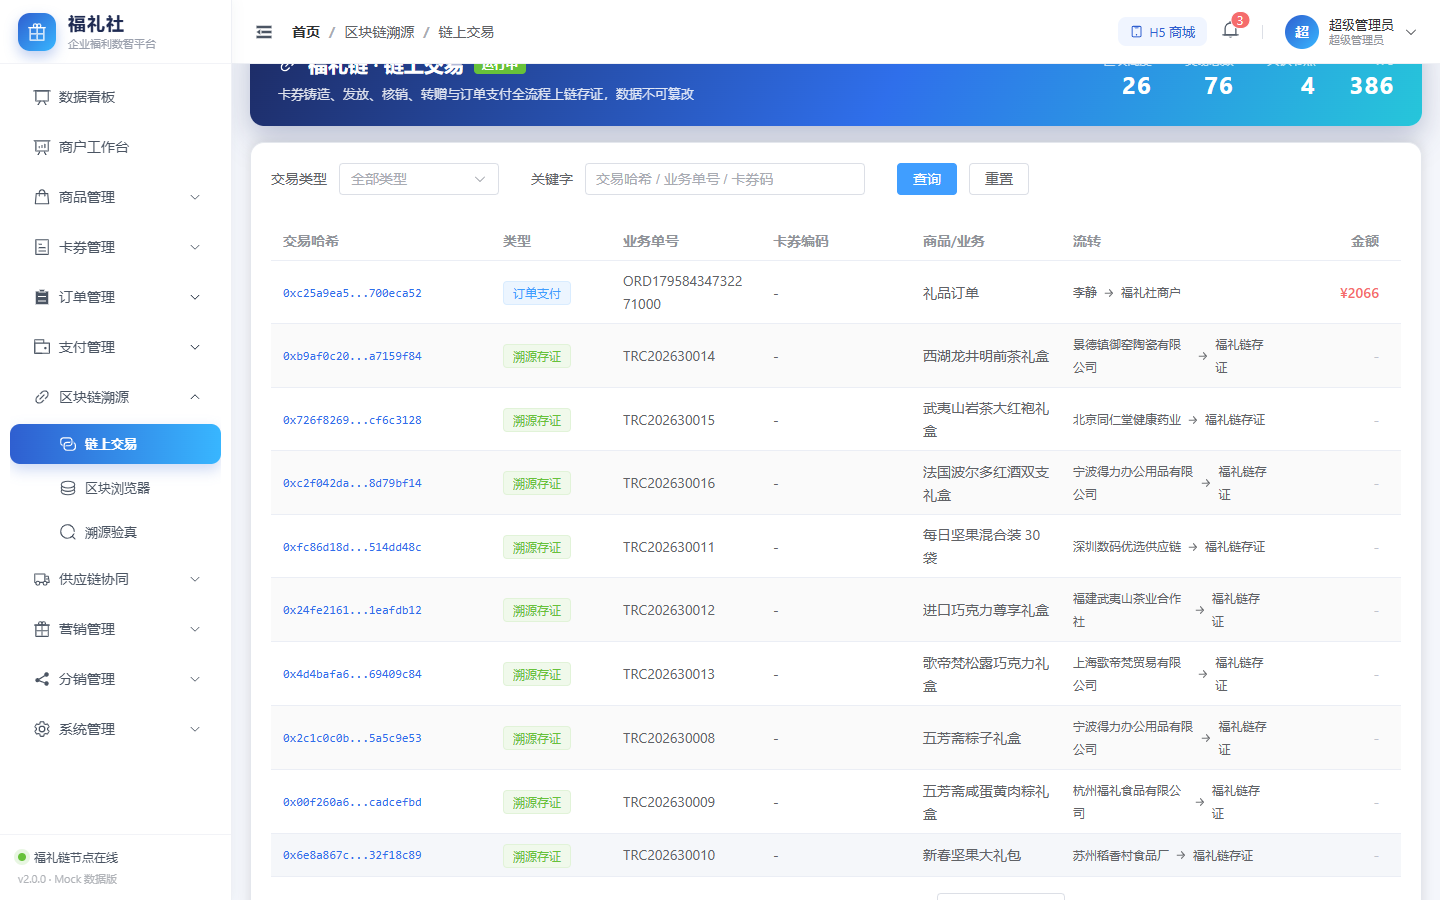 福礼社
企业福利数智平台
首页 / 区块链溯源 / 链上交易
H5 商城
3
超
超级管理员
超级管理员
数据看板
商户工作台
商品管理
卡券管理
订单管理
支付管理
区块链溯源
链上交易
区块浏览器
溯源验真
供应链协同
营销管理
分销管理
系统管理
福礼链节点在线
v2.0.0 · Mock 数据版
福礼链 · 链上交易
运行中
卡券铸造、发放、核销、转赠与订单支付全流程上链存证，数据不可篡改
26 76 4 386
交易类型 全部类型 关键字 交易哈希 / 业务单号 / 卡券码 查询 重置
交易哈希 类型 业务单号 卡券编码 商品/业务 流转 金额
0xc25a9ea5...700eca52 订单支付 ORD179584347322
71000 - 礼品订单 李静 → 福礼社商户 ¥2066
0xb9af0c20...a7159f84 溯源存证 TRC202630014 - 西湖龙井明前茶礼盒 景德镇御窑陶瓷有限
公司 → 福礼链存
证 -
0x726f8269...cf6c3128 溯源存证 TRC202630015 - 武夷山岩茶大红袍礼
盒 北京同仁堂健康药业 → 福礼链存证 -
0xc2f042da...8d79bf14 溯源存证 TRC202630016 - 法国波尔多红酒双支
礼盒 宁波得力办公用品有限
公司 → 福礼链存
证 -
0xfc86d18d...514dd48c 溯源存证 TRC202630011 - 每日坚果混合装 30
袋 深圳数码优选供应链 → 福礼链存证 -
0x24fe2161...1eafdb12 溯源存证 TRC202630012 - 进口巧克力尊享礼盒 福建武夷山茶业合作
社 → 福礼链存
证 -
0x4d4bafa6...69409c84 溯源存证 TRC202630013 - 歌帝梵松露巧克力礼
盒 上海歌帝梵贸易有限
公司 → 福礼链存
证 -
0x2c1c0c0b...5a5c9e53 溯源存证 TRC202630008 - 五芳斋粽子礼盒 宁波得力办公用品有限
公司 → 福礼链存
证 -
0x00f260a6...cadcefbd 溯源存证 TRC202630009 - 五芳斋咸蛋黄肉粽礼
盒 杭州福礼食品有限公
司 → 福礼链存
证 -
0x6e8a867c...32f18c89 溯源存证 TRC202630010 - 新春坚果大礼包 苏州稻香村食品厂 → 福礼链存证 -